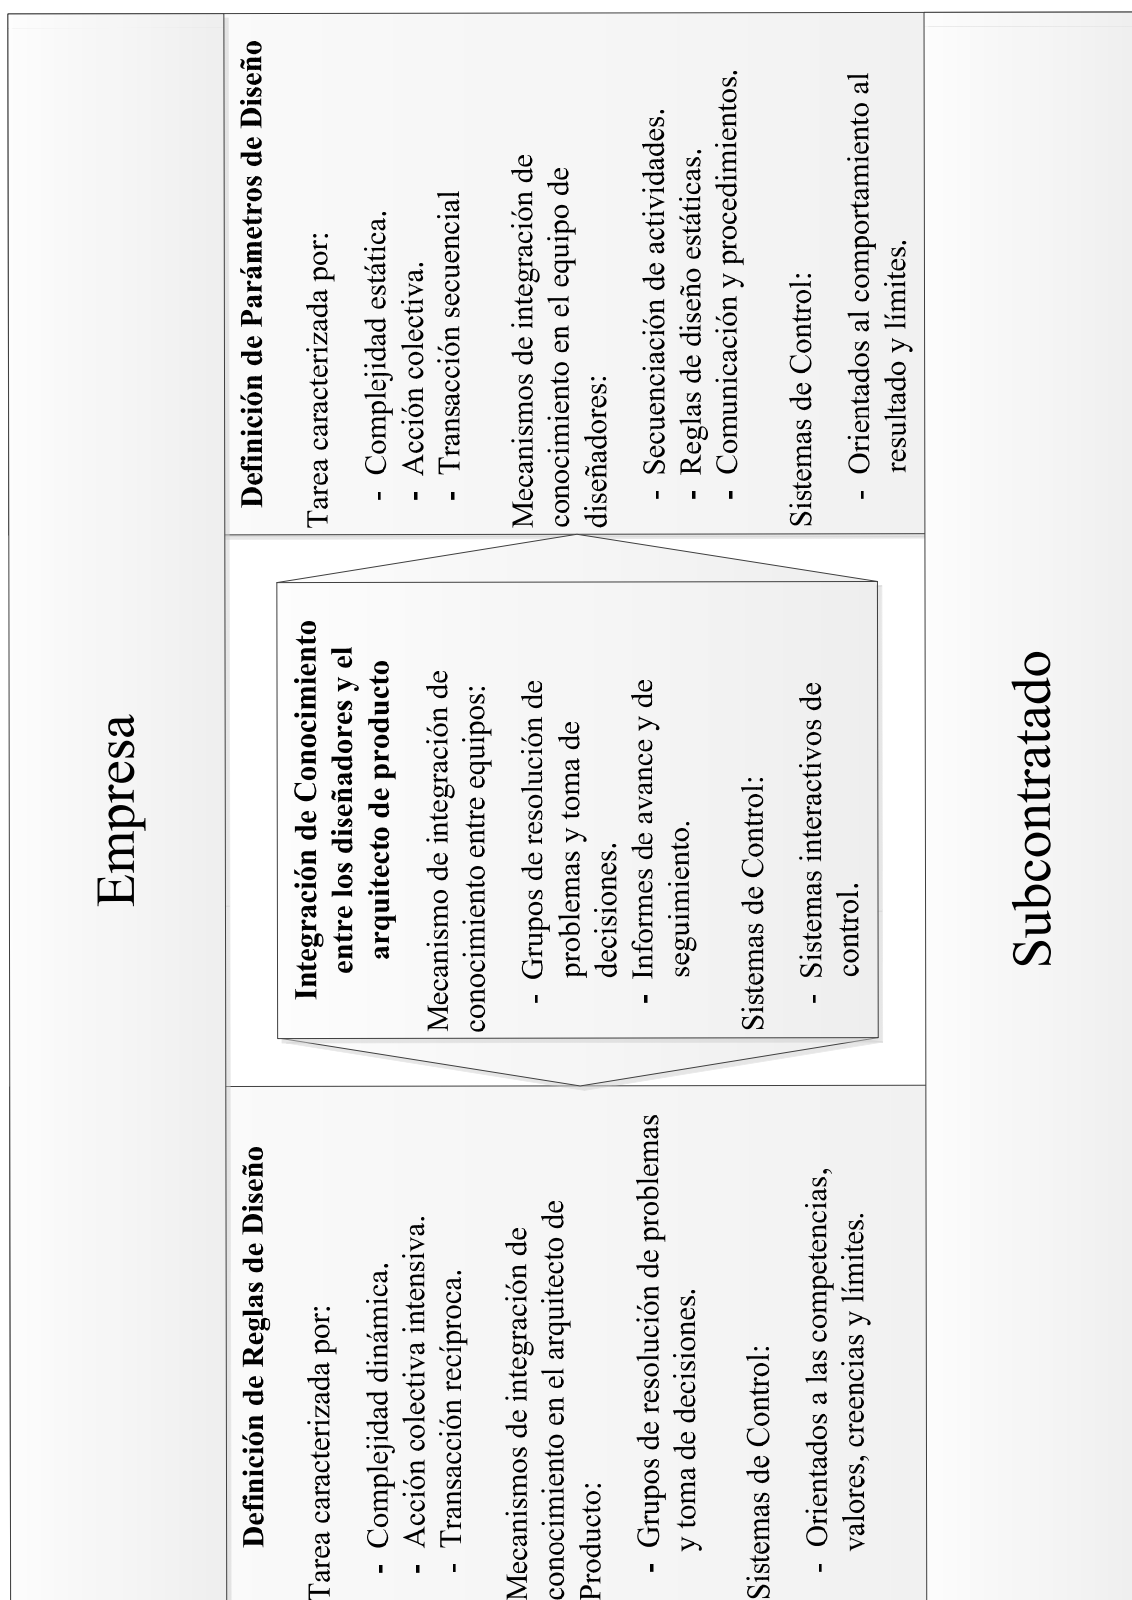 Empresa
Definición de Reglas de Diseño
Tarea caracterizada por:
- Complejidad dinámica.
- Acción colectiva intensiva.
- Transacción recíproca.
Mecanismos de integración de
conocimiento en el arquitecto de
Producto:
- Grupos de resolución de problemas
y toma de decisiones.
Sistemas de Control:
- Orientados a las competencias,
valores, creencias y límites.
Integración de Conocimiento
entre los diseñadores y el
arquitecto de producto
Mecanismo de integración de
conocimiento entre equipos:
- Grupos de resolución de
problemas y toma de
decisiones.
- Informes de avance y de
seguimiento.
Sistemas de Control:
- Sistemas interactivos de
control.
Definición de Parámetros de Diseño
Tarea caracterizada por:
- Complejidad estática.
- Acción colectiva.
- Transacción secuencial
Mecanismos de integración de
conocimiento en el equipo de
diseñadores:
- Secuenciación de actividades.
- Reglas de diseño estáticas.
- Comunicación y procedimientos.
Sistemas de Control:
- Orientados al comportamiento al
resultado y límites.
Subcontratado